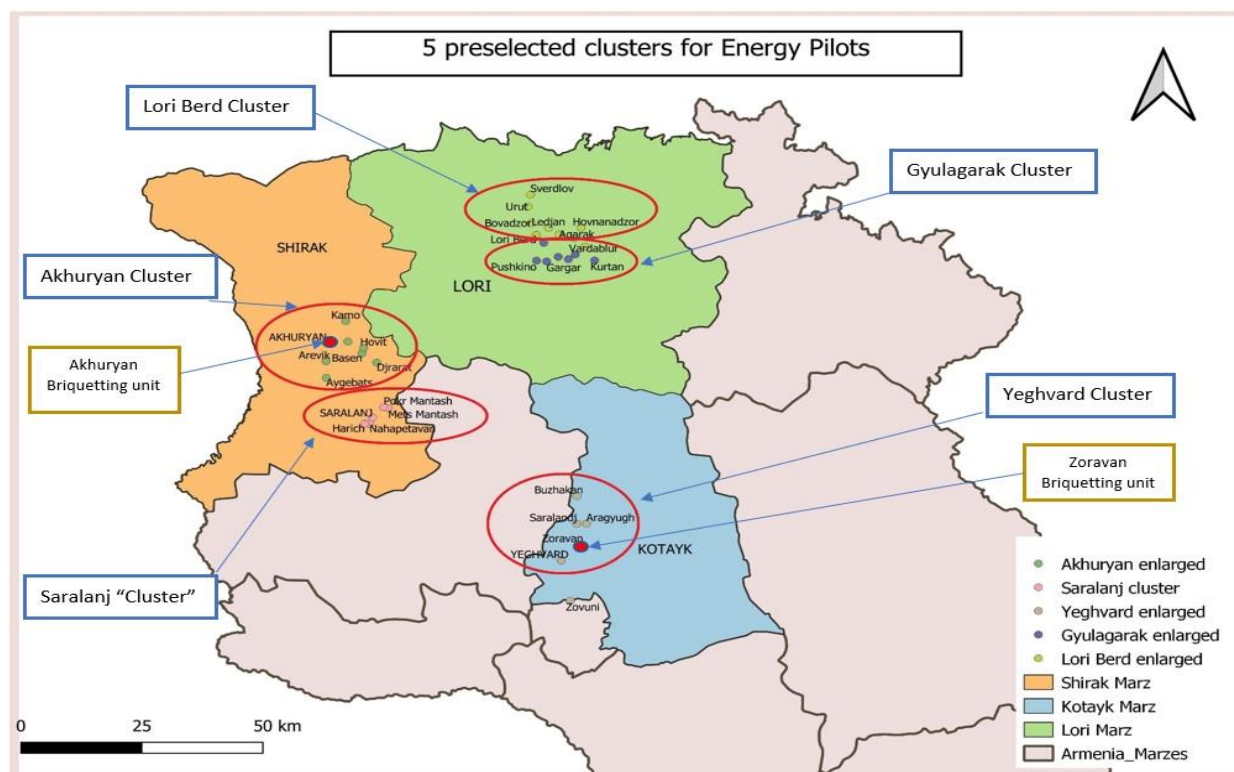 5 preselected clusters for Energy Pilots
Lori Berd Cluster
Gyulagarak Cluster
Sverdlov
Urut
Bovadzor
Ledjan
Hovnanadzor
Lori Berd
Agarak
Vardablur
Pushkino
Gargar
Kurtan
SHIRAK
LORI
Akhuryan Cluster
Kamo
AKHURYAN
Hovit
Arevik
Basen
Djrarat
Aygebats
Akhuryan
Briquetting unit
Pokr Mantash
SARALANJ
Mets Mantash
Harich
Nahapetavan
Yeghvard Cluster
Zoravan
Briquetting unit
Buzhakan
Saralandj
Aragyugh
Zoravan
YEGHVARD
KOTAYK
Zovuni
Saralanj “Cluster”
Akhuryan enlarged
Saralanj cluster
Yeghvard enlarged
Gyulagarak enlarged
Lori Berd enlarged
Shirak Marz
Kotayk Marz
Lori Marz
Armenia_Marzes
0 25 50 km